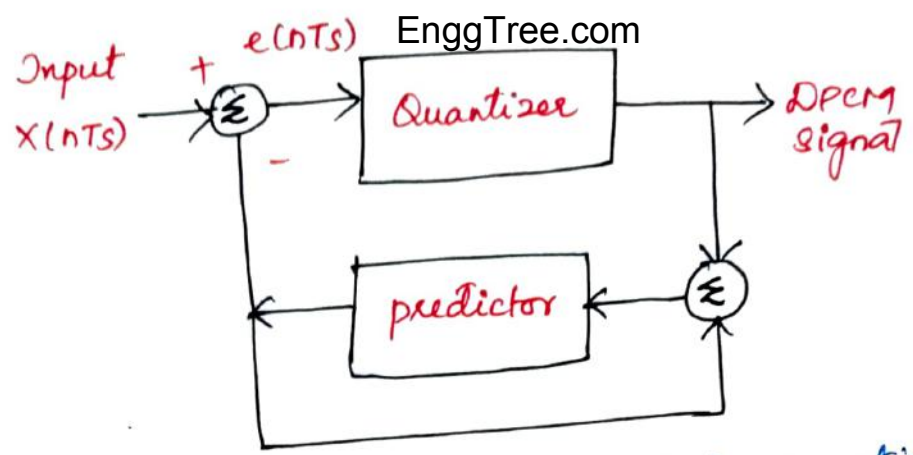 EnggTree.com
e(nTs)
Input
+
Σ
Quantizer
DPCM
X(nTs)
signal
-
predictor
Σ